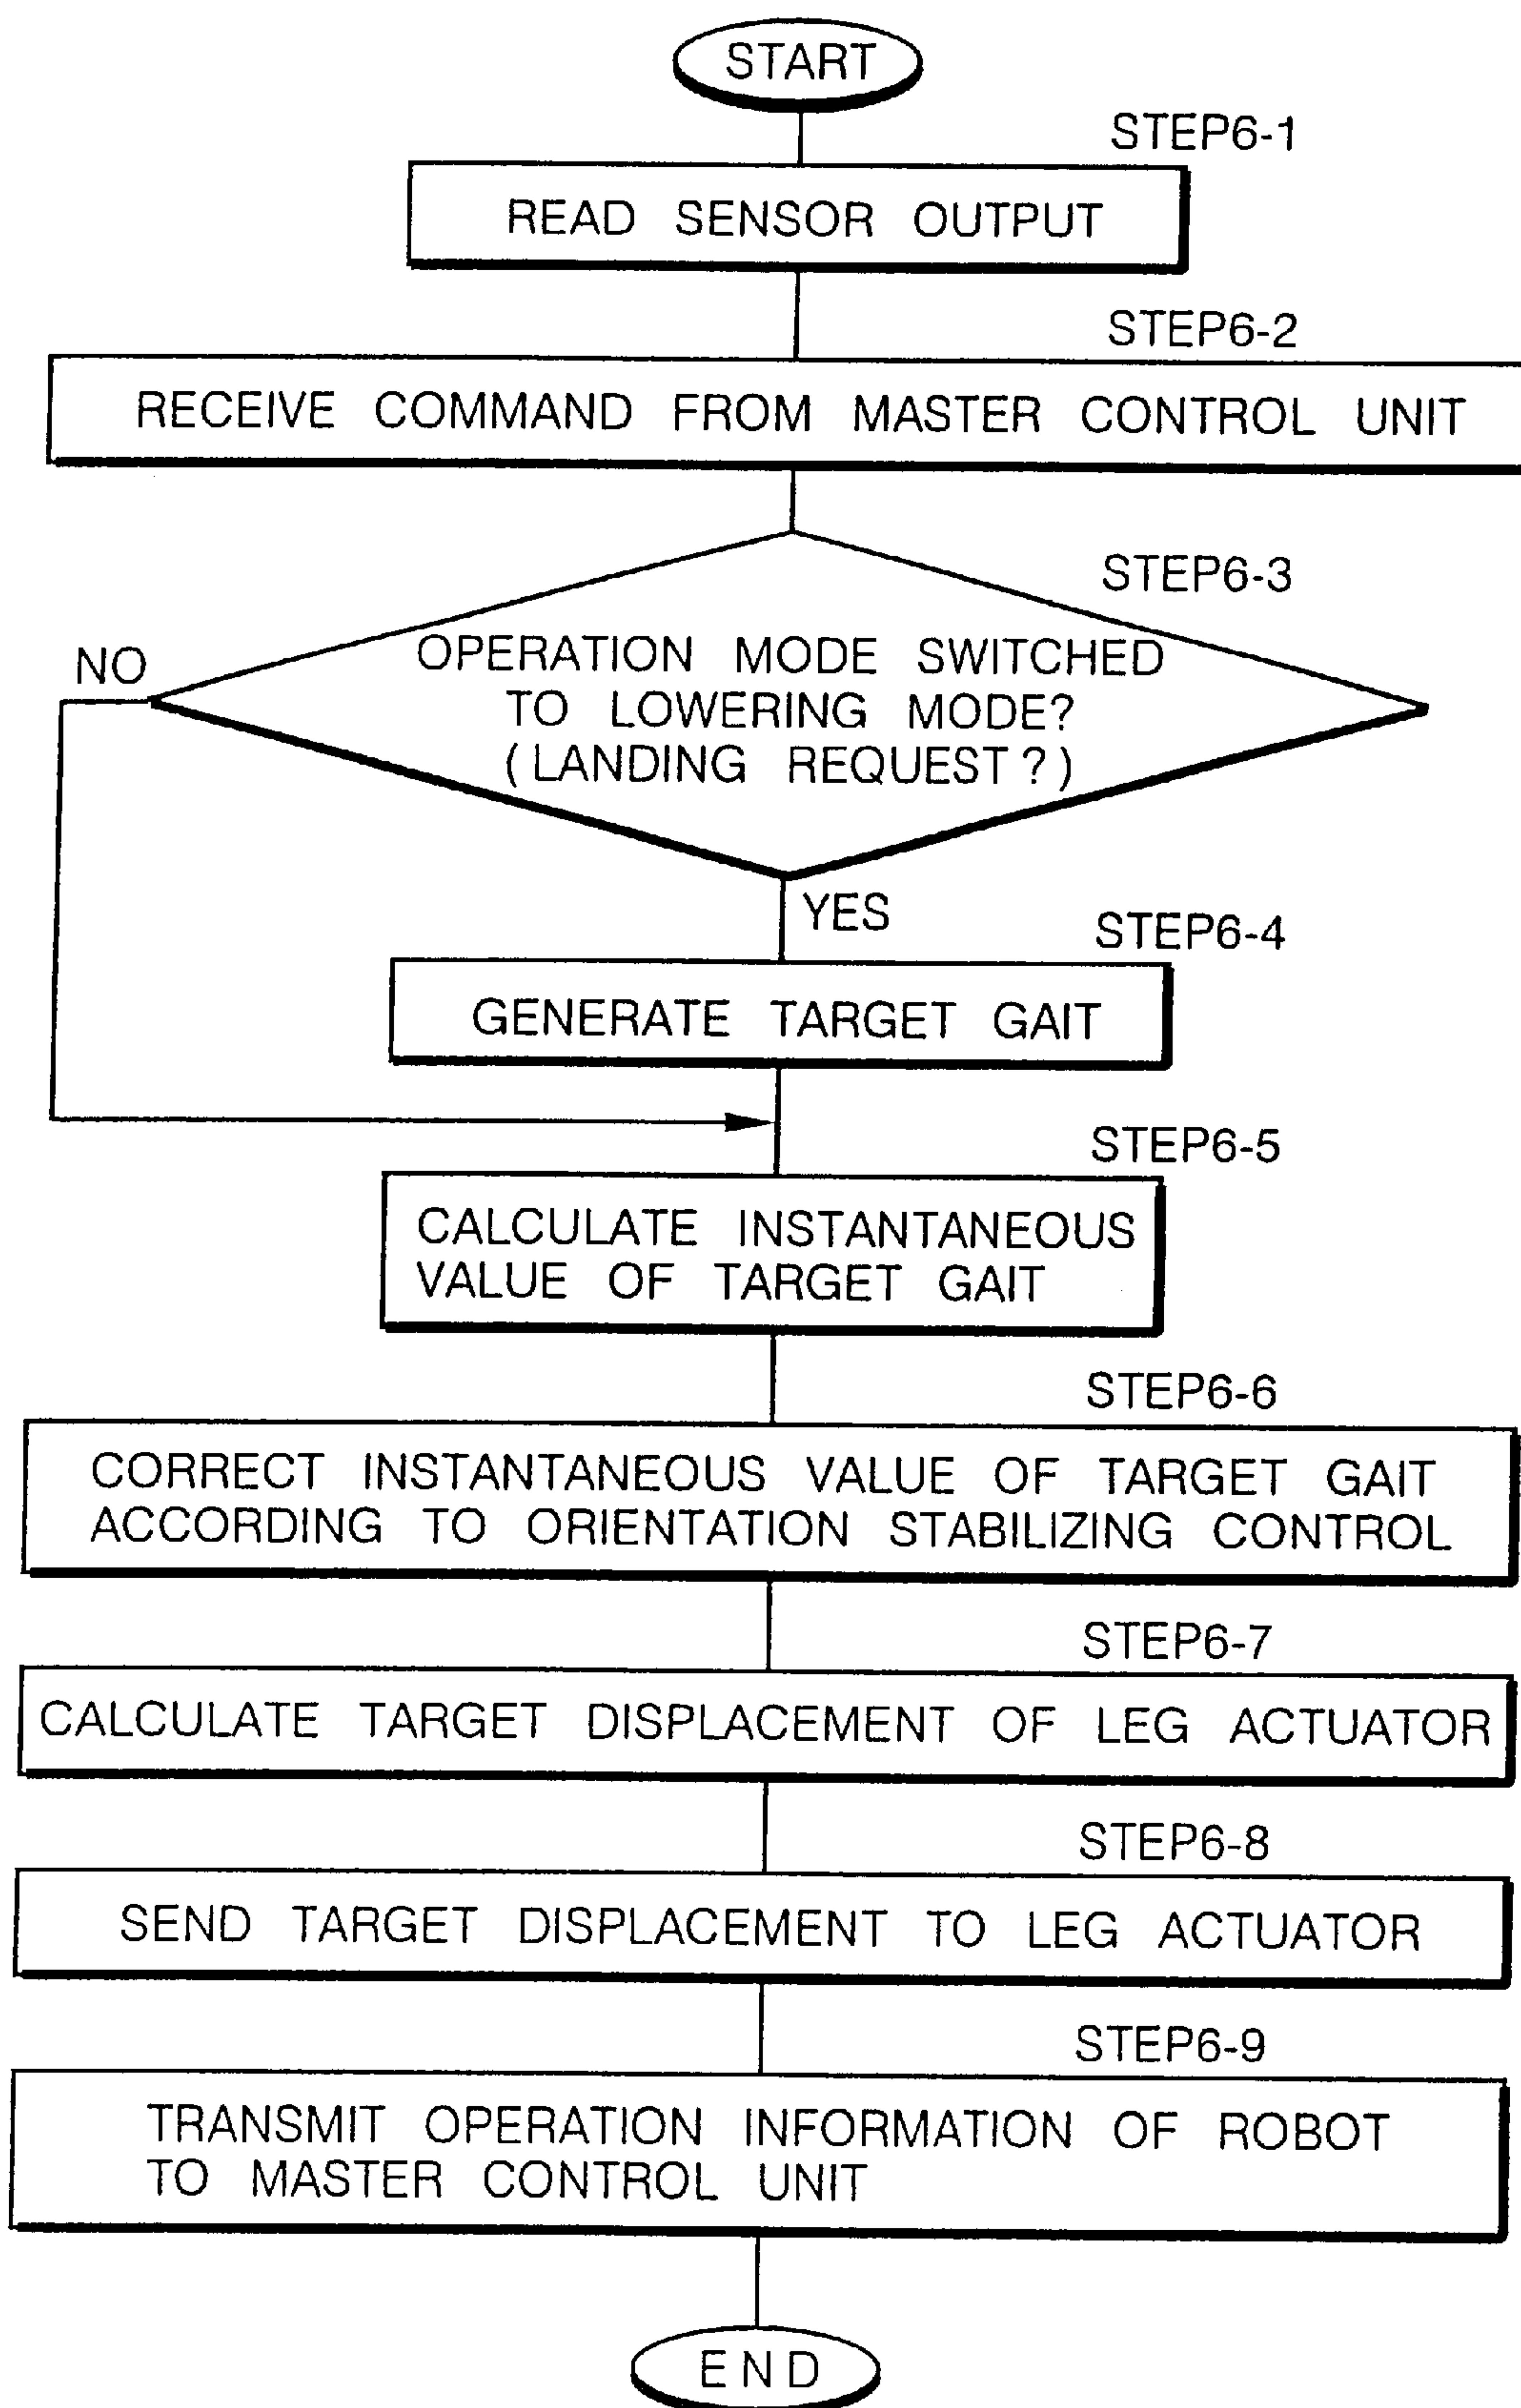 START
STEP6-1
READ SENSOR OUTPUT
STEP6-2
RECEIVE COMMAND FROM MASTER CONTROL UNIT
STEP6-3
NO
OPERATION MODE SWITCHED
TO LOWERING MODE?
(LANDING REQUEST?)
YES
STEP6-4
GENERATE TARGET GAIT
STEP6-5
CALCULATE INSTANTANEOUS
VALUE OF TARGET GAIT
STEP6-6
CORRECT INSTANTANEOUS VALUE OF TARGET GAIT
ACCORDING TO ORIENTATION STABILIZING CONTROL
STEP6-7
CALCULATE TARGET DISPLACEMENT OF LEG ACTUATOR
STEP6-8
SEND TARGET DISPLACEMENT TO LEG ACTUATOR
STEP6-9
TRANSMIT OPERATION INFORMATION OF ROBOT
TO MASTER CONTROL UNIT
END